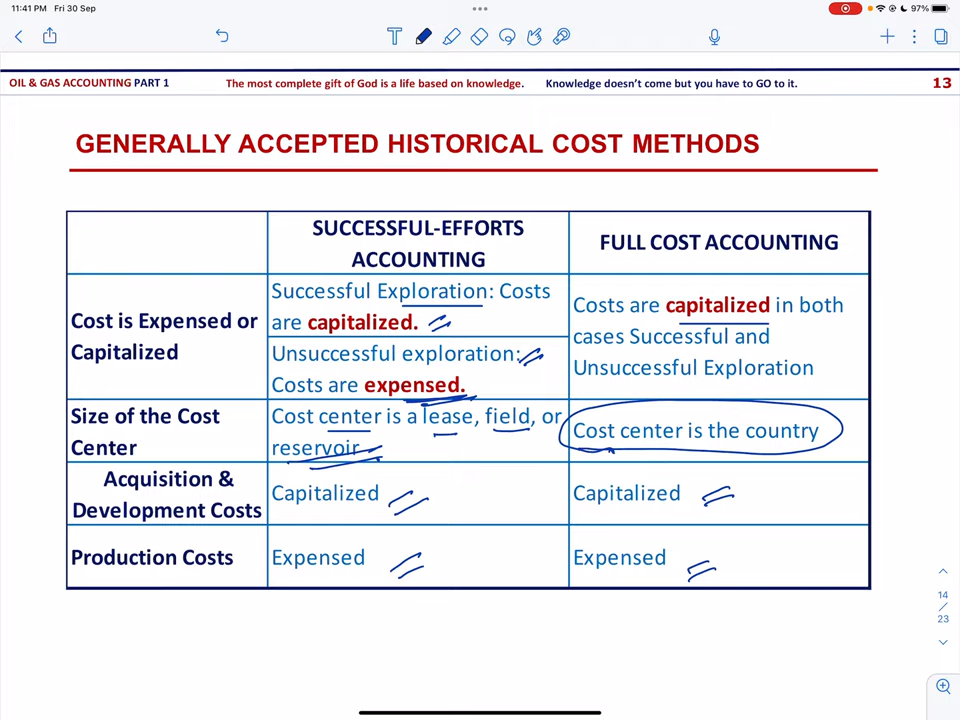 11:41 PM Fri 30 Sep
97%
OIL & GAS ACCOUNTING PART 1 The most complete gift of God is a life based on knowledge. Knowledge doesn't come but you have to GO to it. 13
GENERALLY ACCEPTED HISTORICAL COST METHODS
SUCCESSFUL-EFFORTS
ACCOUNTING
FULL COST ACCOUNTING
Cost is Expensed or
Capitalized
Successful Exploration: Costs
are capitalized.
Unsuccessful exploration:
Costs are expensed.
Costs are capitalized in both
cases Successful and
Unsuccessful Exploration
Size of the Cost
Center
Cost center is a lease, field, or
reservoir
Cost center is the country
Acquisition &
Development Costs
Capitalized
Capitalized
Production Costs
Expensed
Expensed
14
/
23